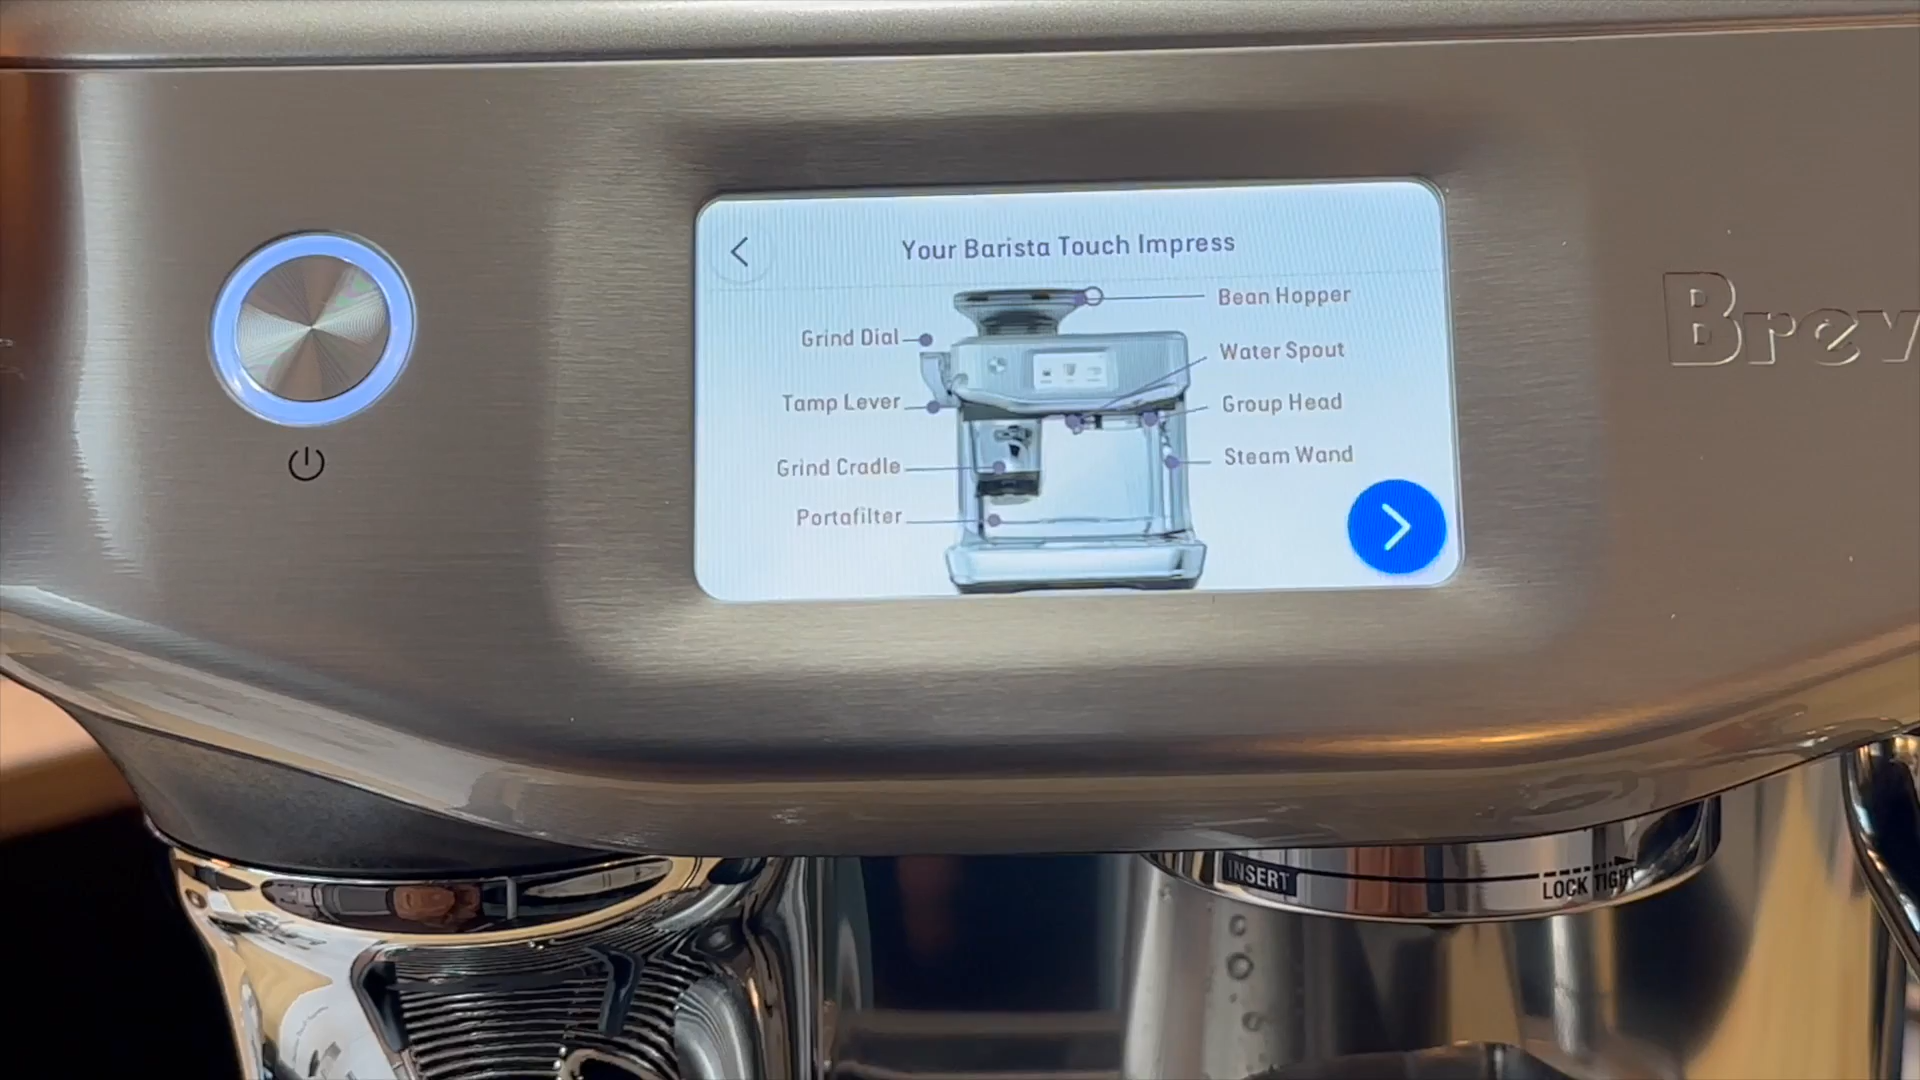 Your Barista Touch Impress
Bean Hopper
Grind Dial
Water Spout
Tamp Lever
Group Head
Grind Cradle
Steam Wand
Portafilter
Brev
INSERT
LOCK TIGHT